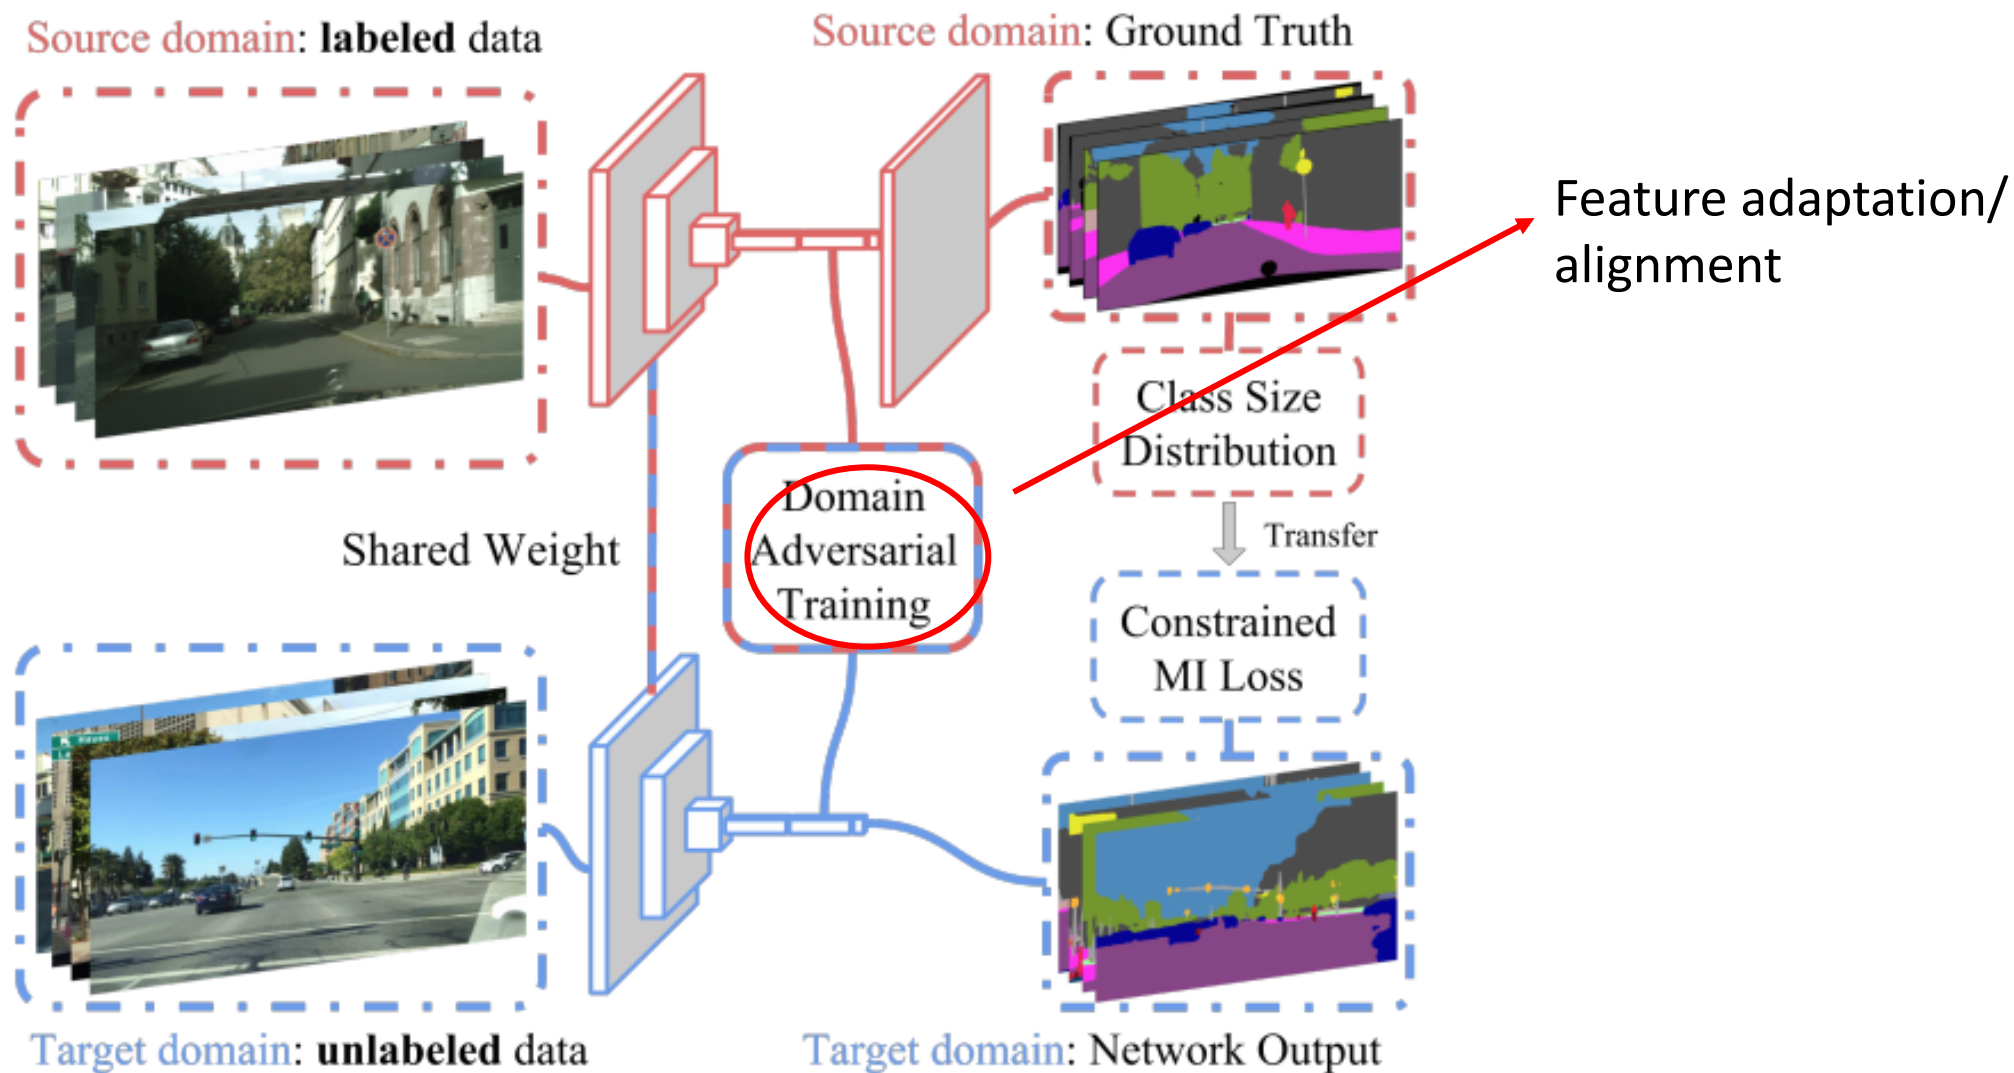 Source domain: labeled data
Source domain: Ground Truth
Feature adaptation/
alignment
Class Size
Distribution
Domain
Adversarial
Training
Shared Weight
Transfer
Constrained
MI Loss
Target domain: unlabeled data
Target domain: Network Output